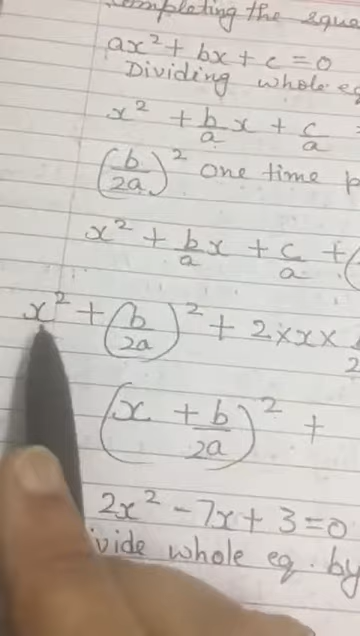 Completing the squa
ax² + bx + c = 0
Dividing whole eq
x² + b/a x + c/a
(b/2a)² one time p
x² + b/a x + c/a + (
x² + (b/2a)² + 2 × x ×
(x + b/2a)² +
2x² - 7x + 3 = 0
vide whole eq. by